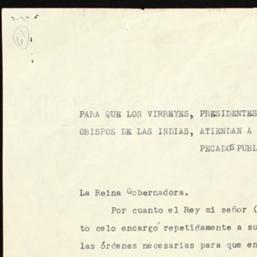 PARA QUE LOS VIRREYES, PRESIDENTES
OBISPOS DE LAS INDIAS, ATIENDAN A
PECADOS PUBL
La Reina Gobernadora.
Por cuanto el Rey mi señor (
to celo encargó repetidamente a su
las órdenes necesarias para que en